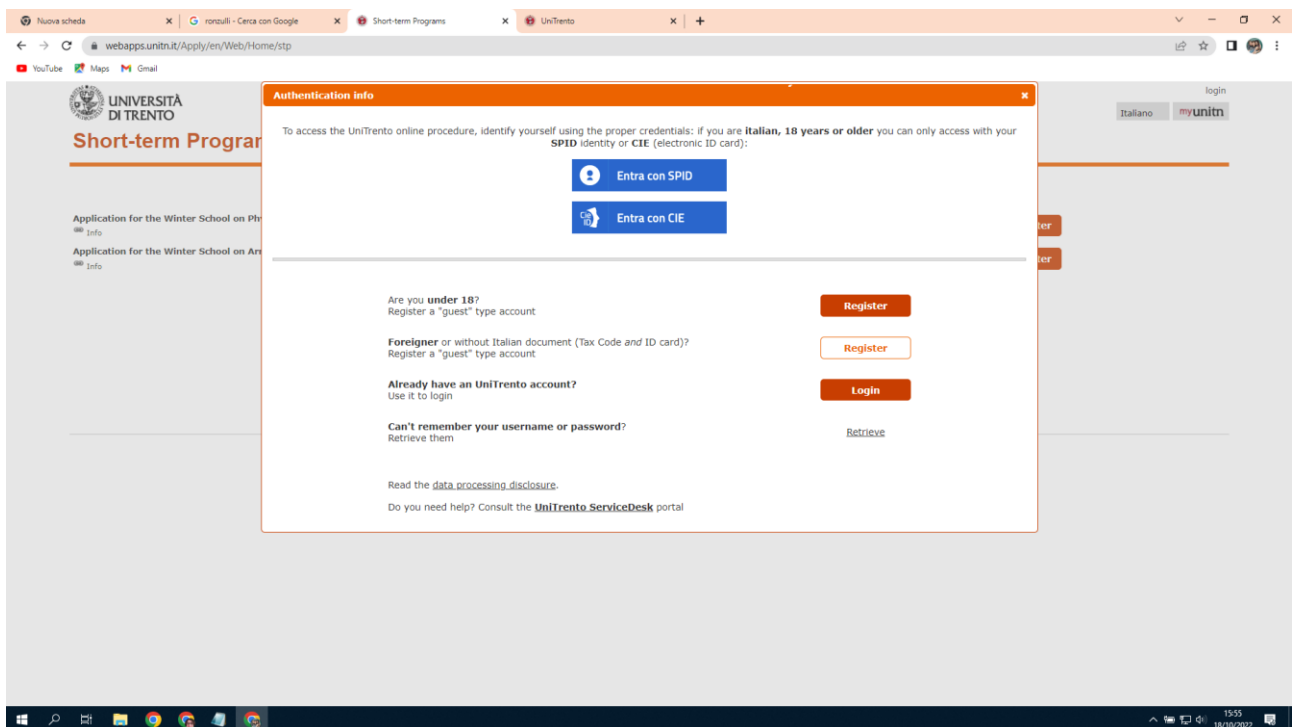 Nuova scheda
ronzulli - Cerca con Google
Short-term Programs
UniTrento
webapps.unitn.it/Apply/en/Web/Home/stp
YouTube Maps Gmail
login
UNIVERSITÀ
DI TRENTO
Italiano myunitn
Short-term Progra
Authentication info
To access the UniTrento online procedure, identify yourself using the proper credentials: if you are italian, 18 years or older you can only access with your
SPID identity or CIE (electronic ID card):
Entra con SPID
Entra con CIE
Application for the Winter School on Ph
Info
ter
Application for the Winter School on Ar
Info
ter
Are you under 18?
Register a "guest" type account
Register
Foreigner or without Italian document (Tax Code and ID card)?
Register a "guest" type account
Register
Already have an UniTrento account?
Use it to login
Login
Can't remember your username or password?
Retrieve them
Retrieve
Read the data processing disclosure.
Do you need help? Consult the UniTrento ServiceDesk portal
15:55
18/10/2022